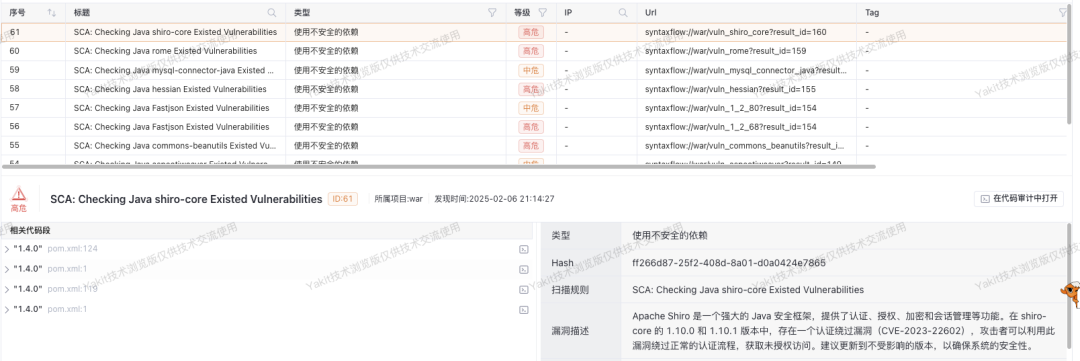 序号 标题 类型 等级 IP Url Tag
61 SCA: Checking Java shiro-core Existed Vulnerabilities 使用不安全的依赖 高危 - syntaxflow://war/vuln_shiro_core?result_id=160 -
60 SCA: Checking Java rome Existed Vulnerabilities 使用不安全的依赖 高危 - syntaxflow://war/vuln_rome?result_id=159 -
59 SCA: Checking Java mysql-connector-java Existed ... 使用不安全的依赖 中危 - syntaxflow://war/vuln_mysql_connector_java?result... -
58 SCA: Checking Java hessian Existed Vulnerabilities 使用不安全的依赖 高危 - syntaxflow://war/vuln_hessian?result_id=155 -
57 SCA: Checking Java Fastjson Existed Vulnerabilities 使用不安全的依赖 中危 - syntaxflow://war/vuln_1_2_80?result_id=154 -
56 SCA: Checking Java Fastjson Existed Vulnerabilities 使用不安全的依赖 高危 - syntaxflow://war/vuln_1_2_68?result_id=154 -
55 SCA: Checking Java commons-beanutils Existed Vu... 使用不安全的依赖 高危 - syntaxflow://war/vuln_commons_beanutils?result_i... -
高危 SCA: Checking Java shiro-core Existed Vulnerabilities ID:61 所属项目:war 发现时间:2025-02-06 21:14:27 在代码审计中打开
相关代码段
"1.4.0" pom.xml:124
"1.4.0" pom.xml:1
"1.4.0" pom.xml:119
"1.4.0" pom.xml:1
类型 使用不安全的依赖
Hash ff266d87-25f2-408d-8a01-d0a0424e7865
扫描规则 SCA: Checking Java shiro-core Existed Vulnerabilities
漏洞描述 Apache Shiro 是一个强大的 Java 安全框架，提供了认证、授权、加密和会话管理等功能。在 shiro-
core 的 1.10.0 和 1.10.1 版本中，存在一个认证绕过漏洞（CVE-2023-22602），攻击者可以利用此
漏洞绕过正常的认证流程，获取未授权访问。建议更新到不受影响的版本，以确保系统的安全性。
Yakit技术浏览版仅供技术交流使用